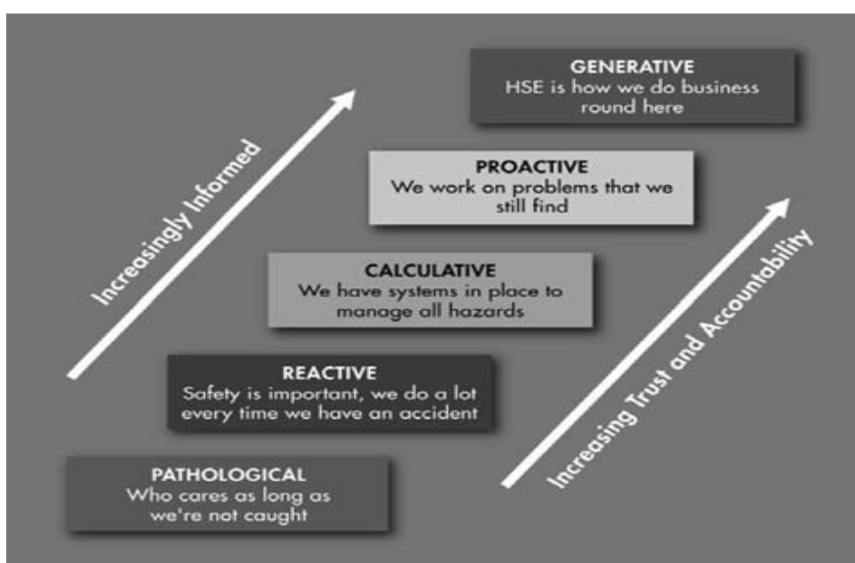 GENERATIVE
HSE is how we do business
round here
PROACTIVE
We work on problems that we
still find
Increasingly Informed
CALCULATIVE
We have systems in place to
manage all hazards
Increasing Trust and Accountability
REACTIVE
Safety is important, we do a lot
every time we have an accident
PATHOLOGICAL
Who cares as long as
we're not caught